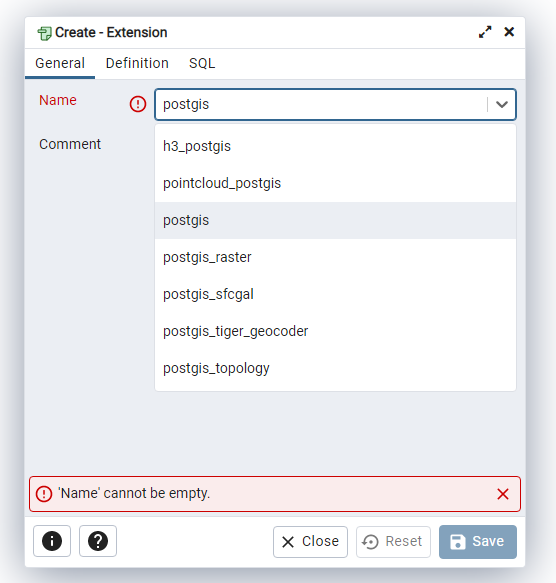 Create - Extension
General Definition SQL
Name postgis
Comment
h3_postgis
pointcloud_postgis
postgis
postgis_raster
postgis_sfcgal
postgis_tiger_geocoder
postgis_topology
'Name' cannot be empty.
Close Reset Save